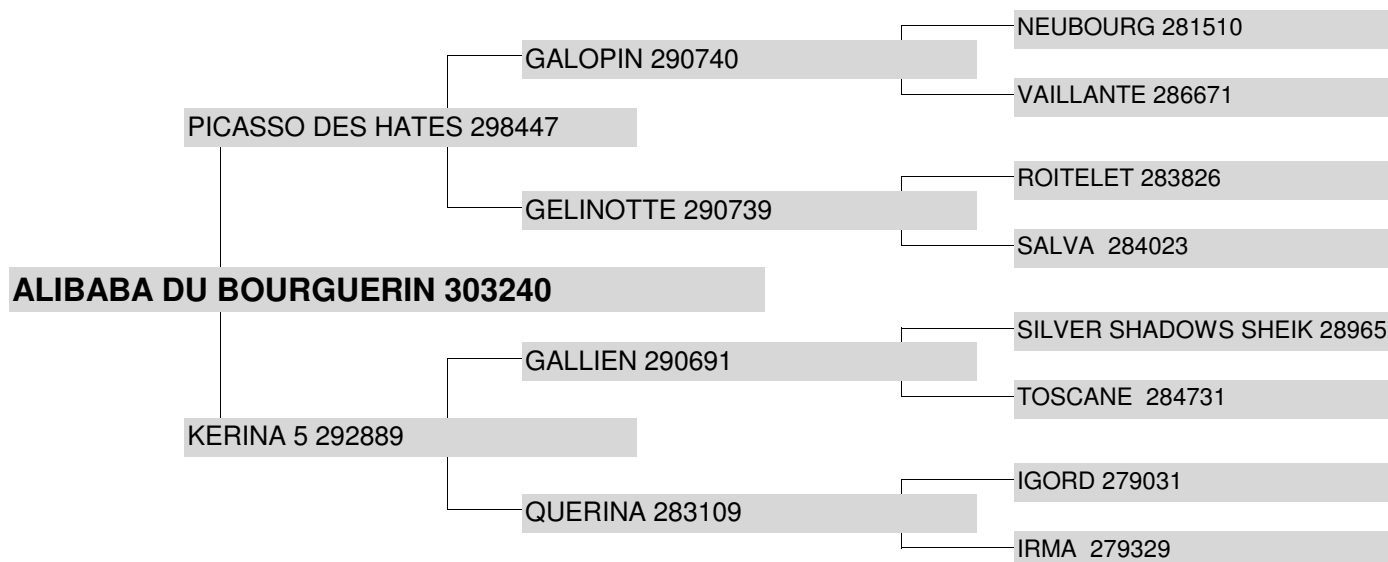 NEUBOURG 281510
GALOPIN 290740
VAILLANTE 286671
PICASSO DES HATES 298447
ROITELET 283826
GELINOTTE 290739
SALVA 284023
ALIBABA DU BOURGUERIN 303240
SILVER SHADOWS SHEIK 28965
GALLIEN 290691
TOSCANE 284731
KERINA 5 292889
IGORD 279031
QUERINA 283109
IRMA 279329